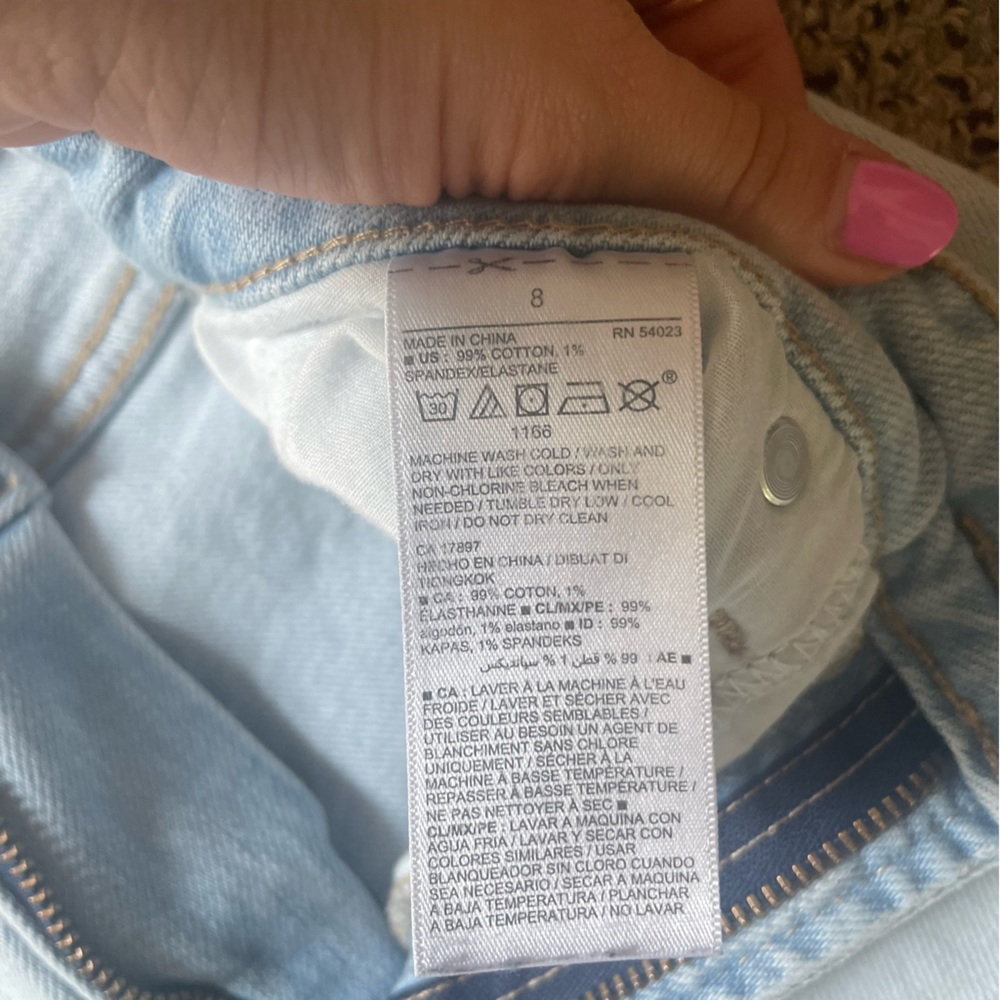 8
MADE IN CHINA RN 54023
■ US : 99% COTTON, 1%
SPANDEX/ELASTANE
30 ®
1166
MACHINE WASH COLD / WASH AND
DRY WITH LIKE COLORS / ONLY
NON-CHLORINE BLEACH WHEN
NEEDED / TUMBLE DRY LOW / COOL
IRON / DO NOT DRY CLEAN
CA 17897
HECHO EN CHINA / DIBUAT DI
TIONGKOK
■ CA : 99% COTON, 1%
ÉLASTHANNE ■ CL/MX/PE : 99%
algodón, 1% elastano ■ ID : 99%
KAPAS, 1% SPANDEKS
■ AE : 99 % قطن 1 % سباندیکس
■ CA : LAVER À LA MACHINE À L'EAU
FROIDE / LAVER ET SÉCHER AVEC
DES COULEURS SEMBLABLES /
UTILISER AU BESOIN UN AGENT DE
BLANCHIMENT SANS CHLORE
UNIQUEMENT / SÉCHER À LA
MACHINE À BASSE TEMPÉRATURE /
REPASSER À BASSE TEMPÉRATURE /
NE PAS NETTOYER À SEC ■
CL/MX/PE : LAVAR A MAQUINA CON
AGUA FRIA / LAVAR Y SECAR CON
COLORES SIMILARES / USAR
BLANQUEADOR SIN CLORO CUANDO
SEA NECESARIO / SECAR A MAQUINA
A BAJA TEMPERATURA / PLANCHAR
A BAJA TEMPERATURA / NO LAVAR